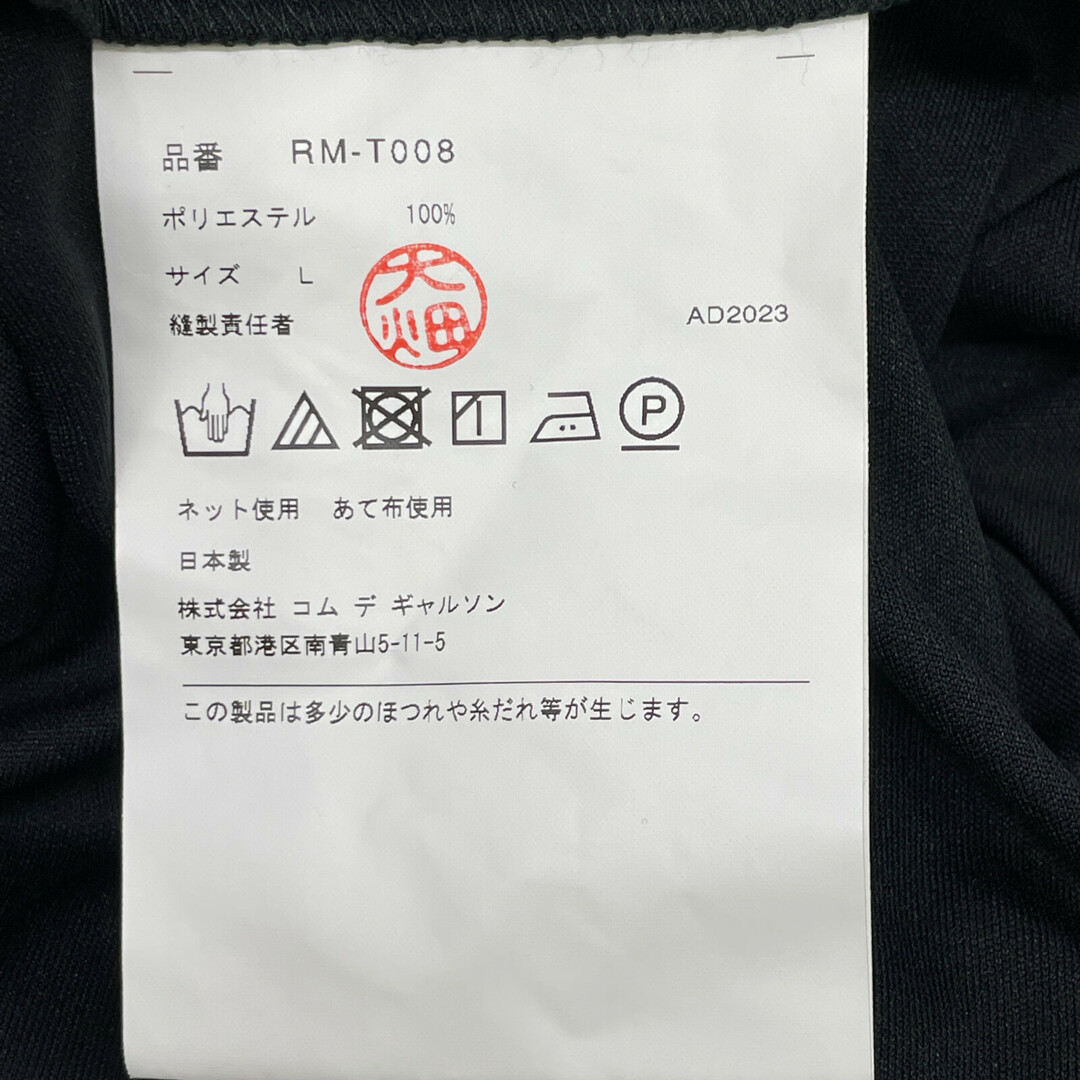 品番 RM-T008
ポリエステル 100%
サイズ L
縫製責任者 大畑
AD2023
P
ネット使用 あて布使用
日本製
株式会社 コム デ ギャルソン
東京都港区南青山5-11-5
この製品は多少のほつれや糸だれ等が生じます。